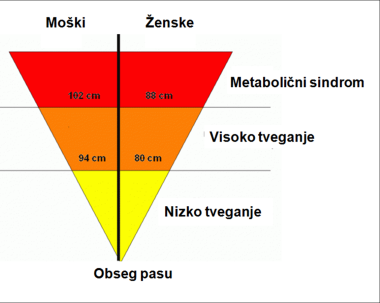 Moški Ženske
Metabolični sindrom
102 cm 88 cm
Visoko tveganje
94 cm 80 cm
Nizko tveganje
Obseg pasu